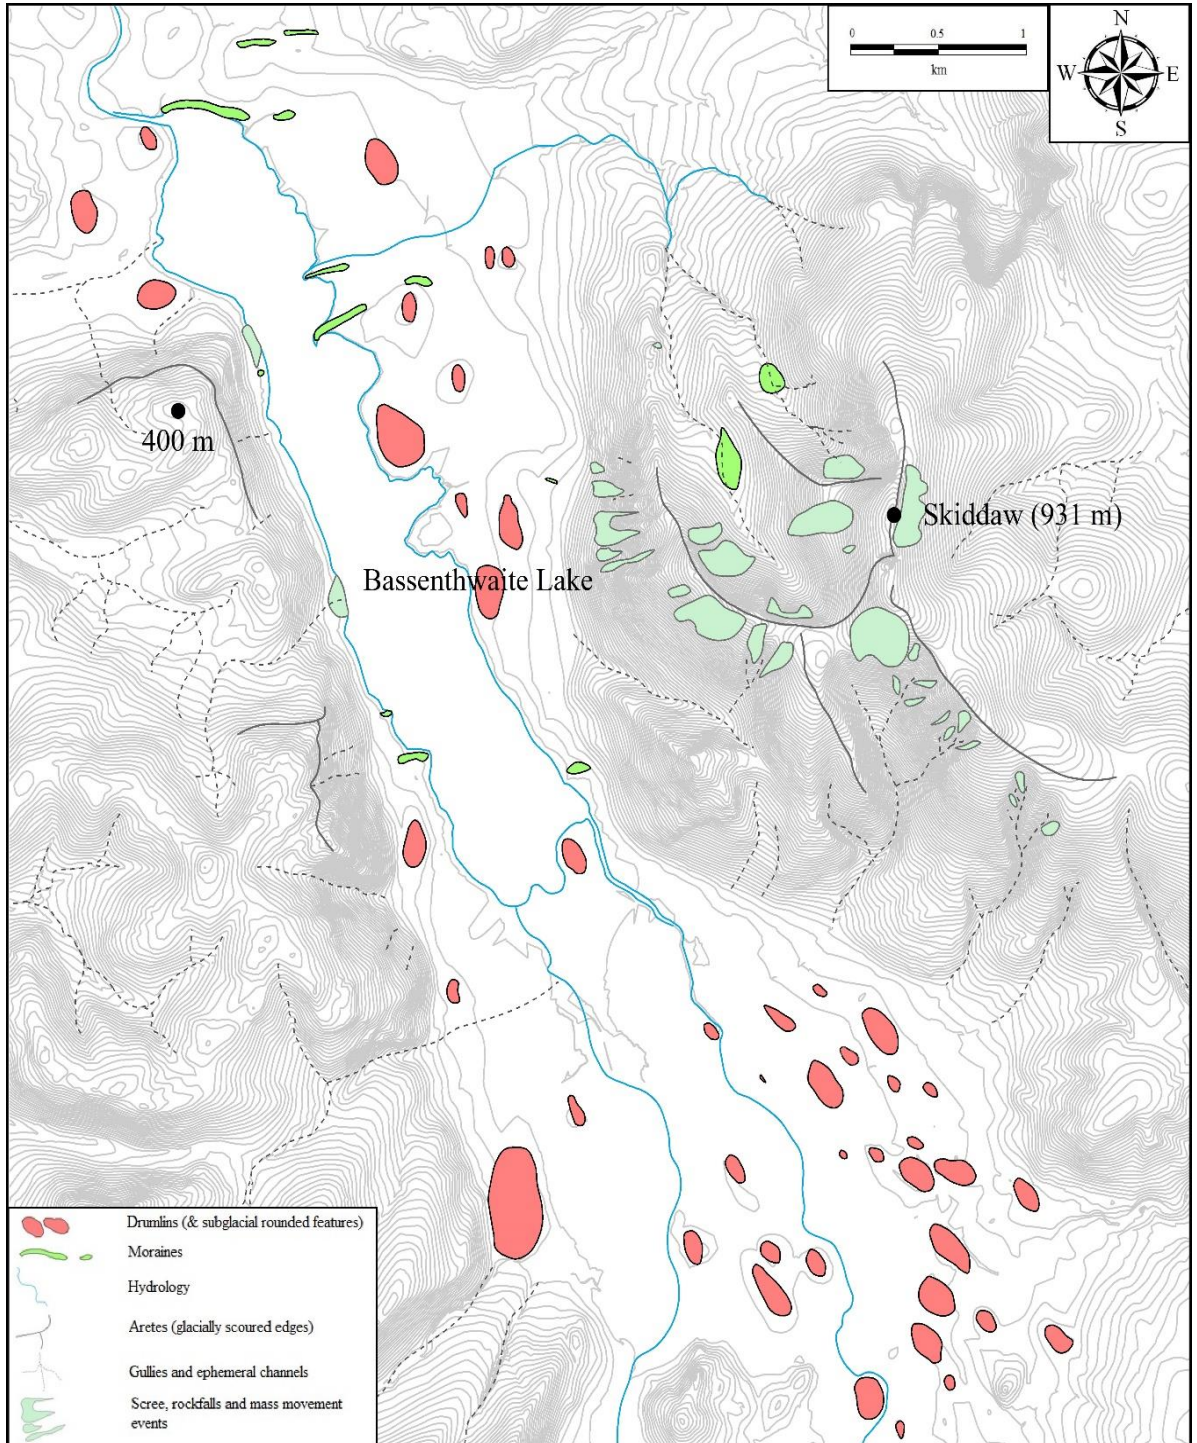 0 0.5 1
km
N
W E
S
400 m
Skiddaw (931 m)
Bassenthwaite Lake
Drumlins (& subglacial rounded features)
Moraines
Hydrology
Aretes (glacially scoured edges)
Gullies and ephemeral channels
Scree, rockfalls and mass movement
events